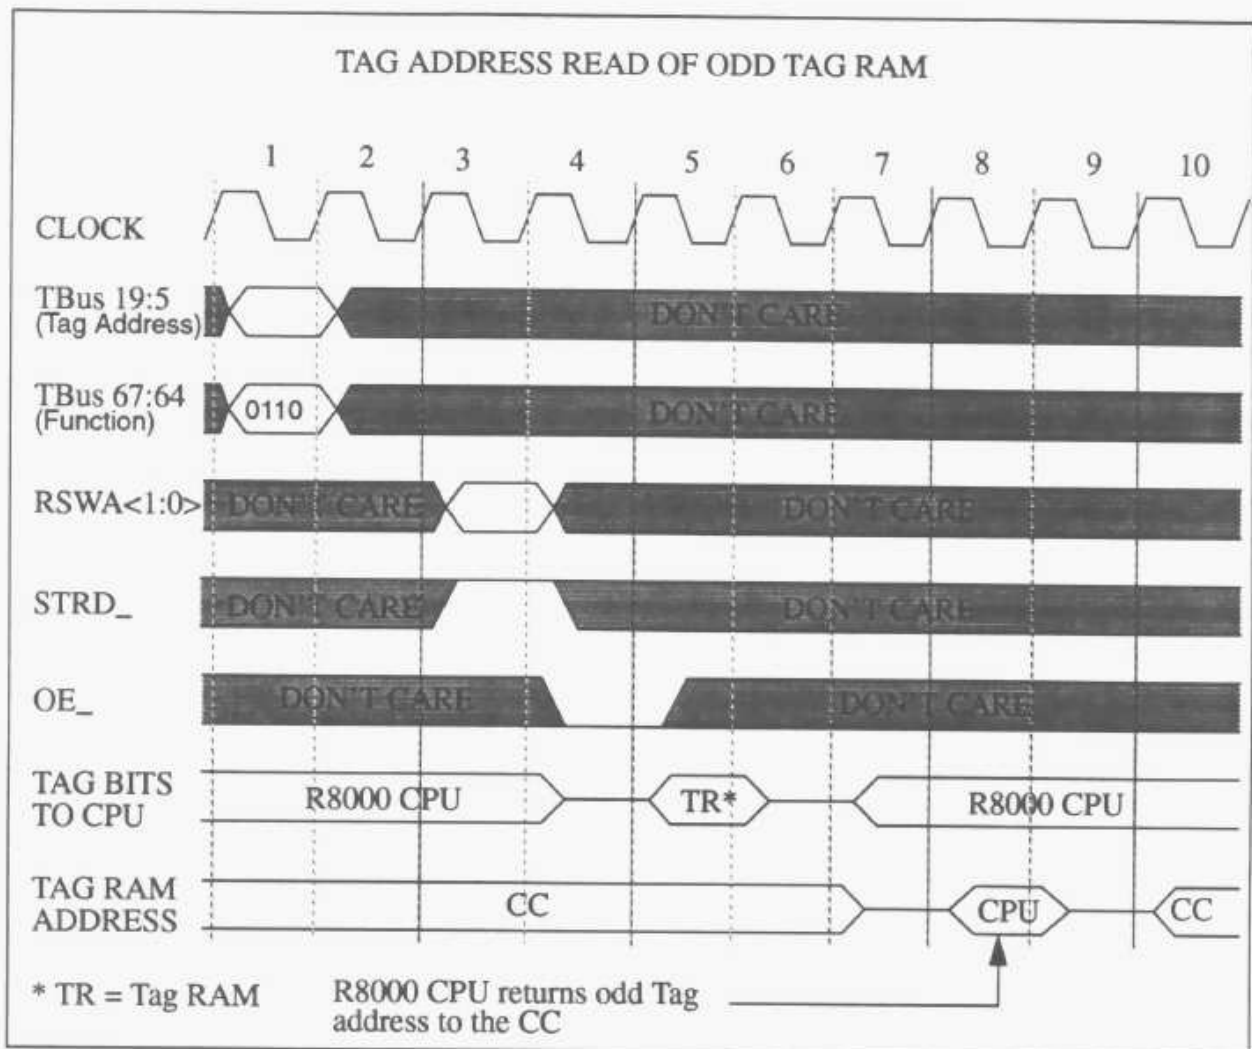 TAG ADDRESS READ OF ODD TAG RAM
1 2 3 4 5 6 7 8 9 10
CLOCK
TBus 19:5
(Tag Address)
DON'T CARE
TBus 67:64
(Function)
0110
DON'T CARE
RSWA<1:0>
DON'T CARE
DON'T CARE
STRD_
DON'T CARE
DON'T CARE
OE_
DON'T CARE
DON'T CARE
TAG BITS
TO CPU
R8000 CPU
TR*
R8000 CPU
TAG RAM
ADDRESS
CC
CPU
CC
* TR = Tag RAM
R8000 CPU returns odd Tag
address to the CC